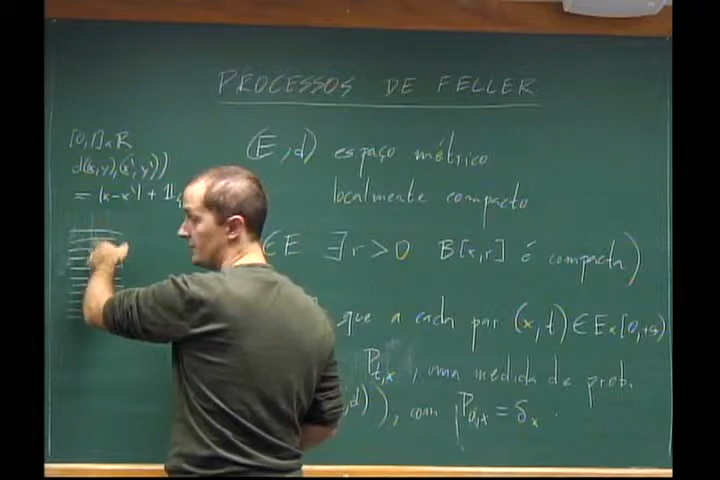 PROCESSOS DE FELLER
[0,1]×R
d((x,y),(x',y'))
= |x-x'| + 1
(E,d) espaço métrico
localmente compacto
∈E ∃r>0 B[x,r] é compacta)
que a cada par (x,t)∈E×[0,+∞)
P_{t,x}, uma medida de prob.
,d)), com P_{0,x} = δ_x.